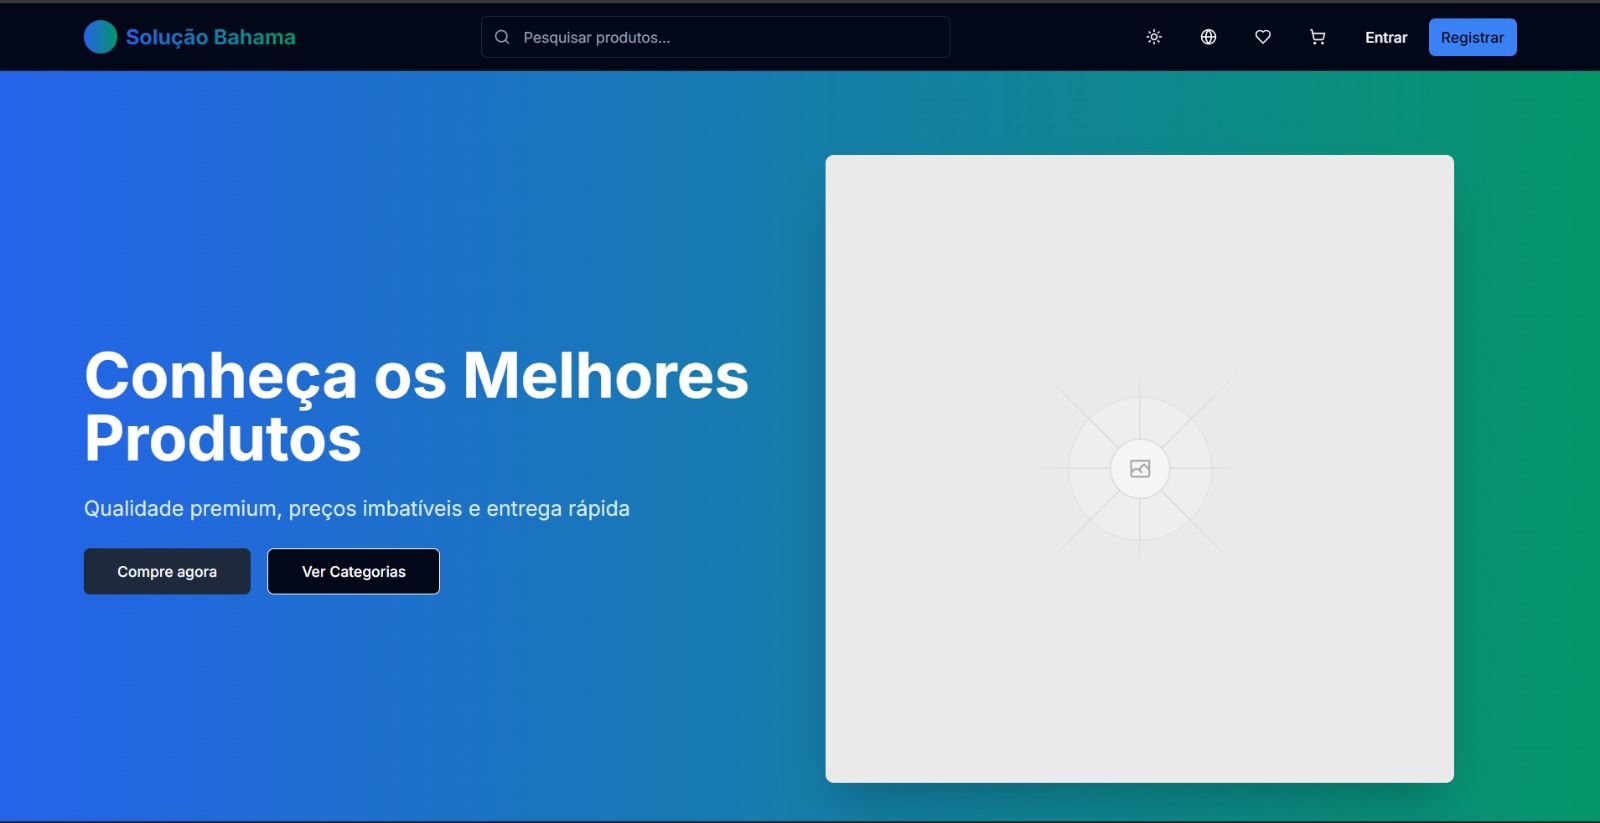 Solução Bahama
Pesquisar produtos...
Entrar
Registrar
Conheça os Melhores
Produtos
Qualidade premium, preços imbatíveis e entrega rápida
Compre agora
Ver Categorias